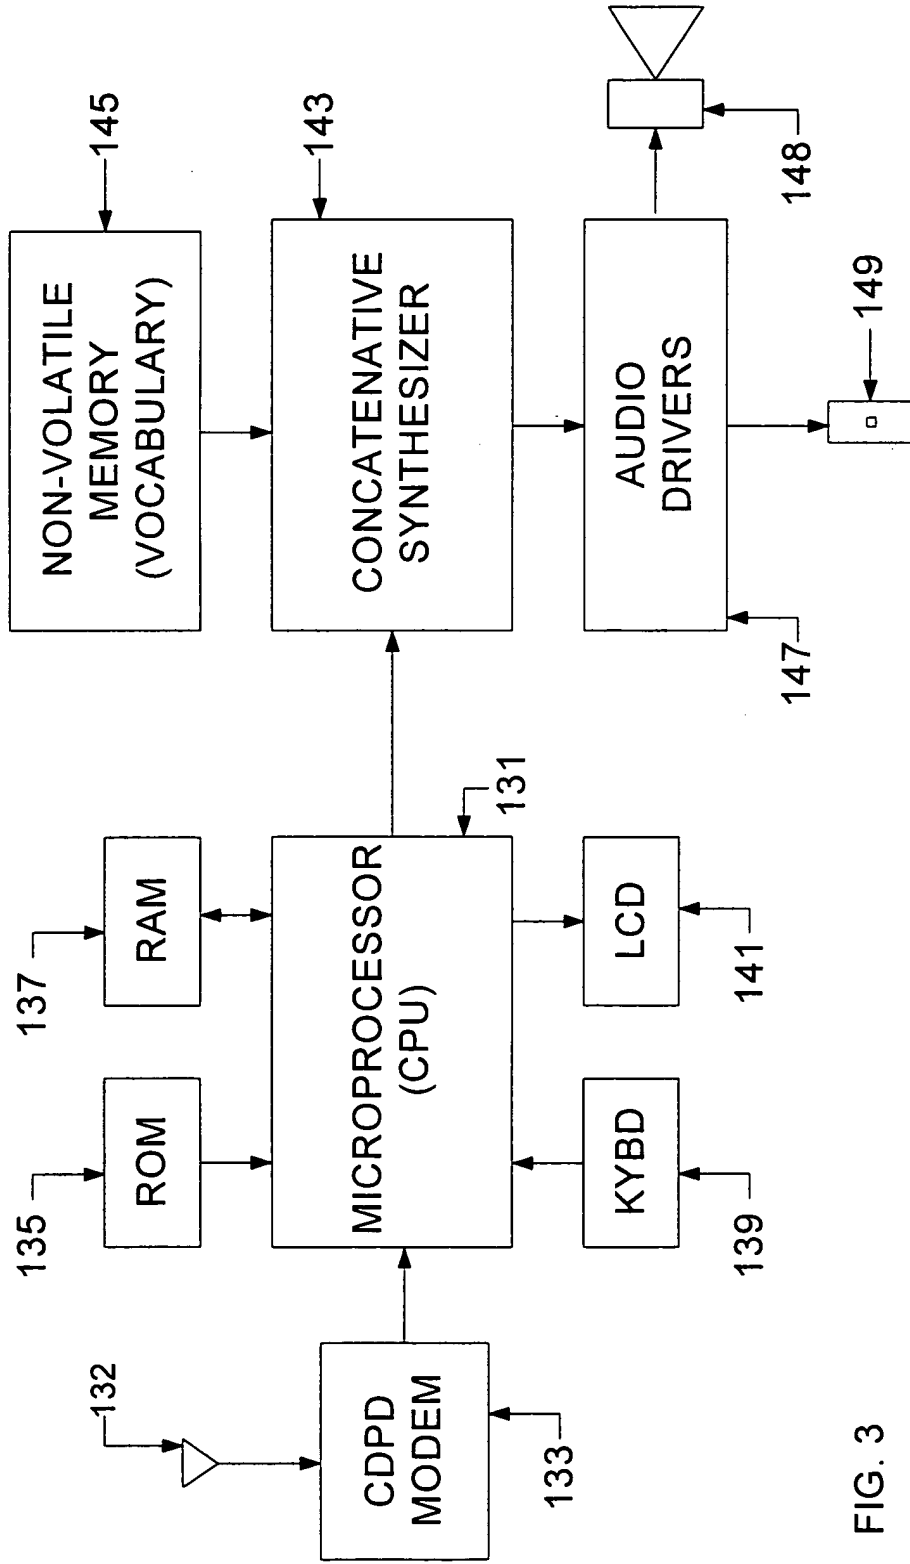 132
CDPD
MODEM
133
135
ROM
137
RAM
MICROPROCESSOR
(CPU)
131
KYBD
139
LCD
141
NON-VOLATILE
MEMORY
(VOCABULARY)
145
CONCATENATIVE
SYNTHESIZER
143
AUDIO
DRIVERS
147
148
149
FIG. 3